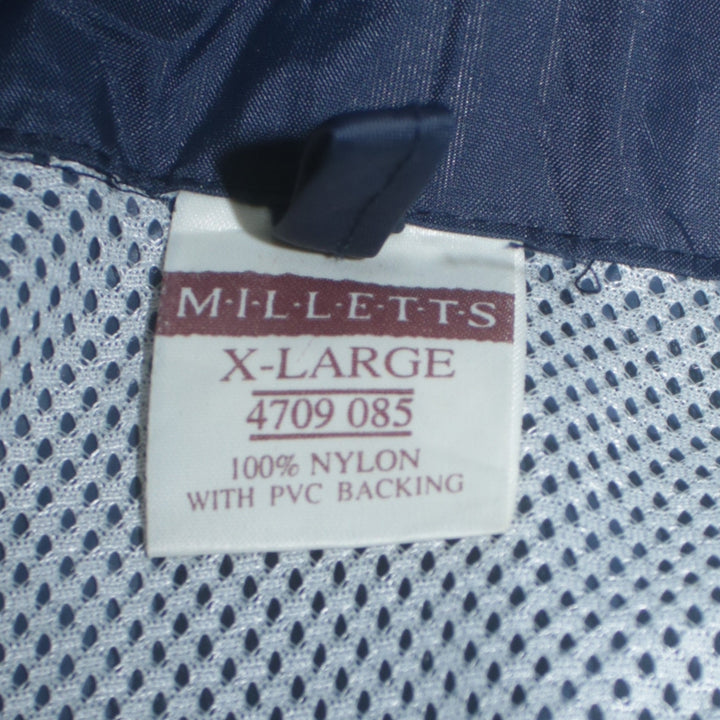 M·I·L·L·E·T·T·S
X-LARGE
4709 085
100% NYLON
WITH PVC BACKING